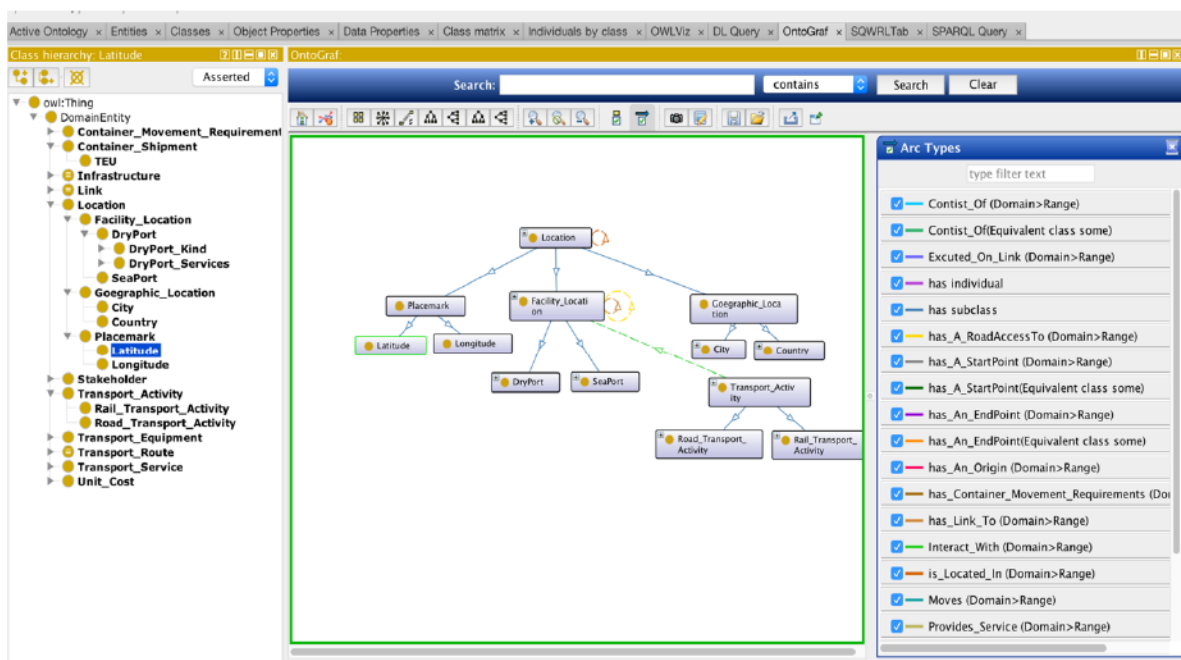 Active Ontology × Entities × Classes × Object Properties × Data Properties × Class matrix × Individuals by class × OWLViz × DL Query × OntoGraf × SQWRLTab × SPARQL Query ×
Class hierarchy: Latitude
OntoGraf:
Asserted
Search:
contains
Search
Clear
owl:Thing
DomainEntity
Container_Movement_Requirement
Container_Shipment
TEU
Infrastructure
Link
Location
Facility_Location
DryPort
DryPort_Kind
DryPort_Services
SeaPort
Goegraphic_Location
City
Country
Placemark
Latitude
Longitude
Stakeholder
Transport_Activity
Rail_Transport_Activity
Road_Transport_Activity
Transport_Equipment
Transport_Route
Transport_Service
Unit_Cost
Location
Placemark
Facility_Locati
on
Goegraphic_Loca
tion
Latitude
Longitude
City
Country
DryPort
SeaPort
Transport_Activ
ity
Road_Transport_
Activity
Rail_Transport_
Activity
Arc Types
type filter text
Contist_Of (Domain>Range)
Contist_Of(Equivalent class some)
Excuted_On_Link (Domain>Range)
has individual
has subclass
has_A_RoadAccessTo (Domain>Range)
has_A_StartPoint (Domain>Range)
has_A_StartPoint(Equivalent class some)
has_An_EndPoint (Domain>Range)
has_An_EndPoint(Equivalent class some)
has_An_Origin (Domain>Range)
has_Container_Movement_Requirements (Do
has_Link_To (Domain>Range)
Interact_With (Domain>Range)
is_Located_In (Domain>Range)
Moves (Domain>Range)
Provides_Service (Domain>Range)